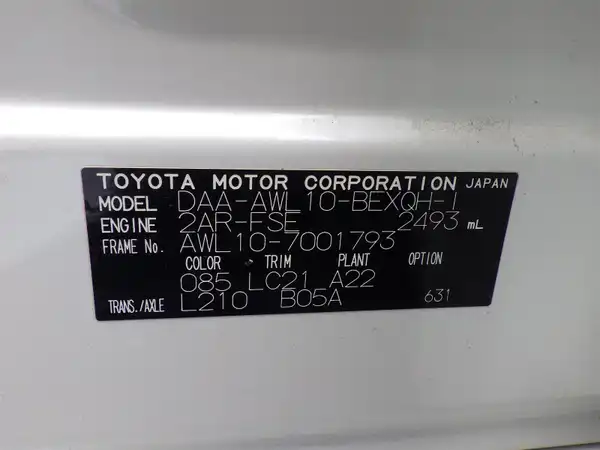 TOYOTA MOTOR CORPORATION JAPAN
MODEL DAA-AWL10-BEXQH-I
ENGINE 2AR-FSE 2493 mL
FRAME No. AWL10-7001793
COLOR TRIM PLANT OPTION
085 LC21 A22
TRANS./AXLE L210 B05A 631